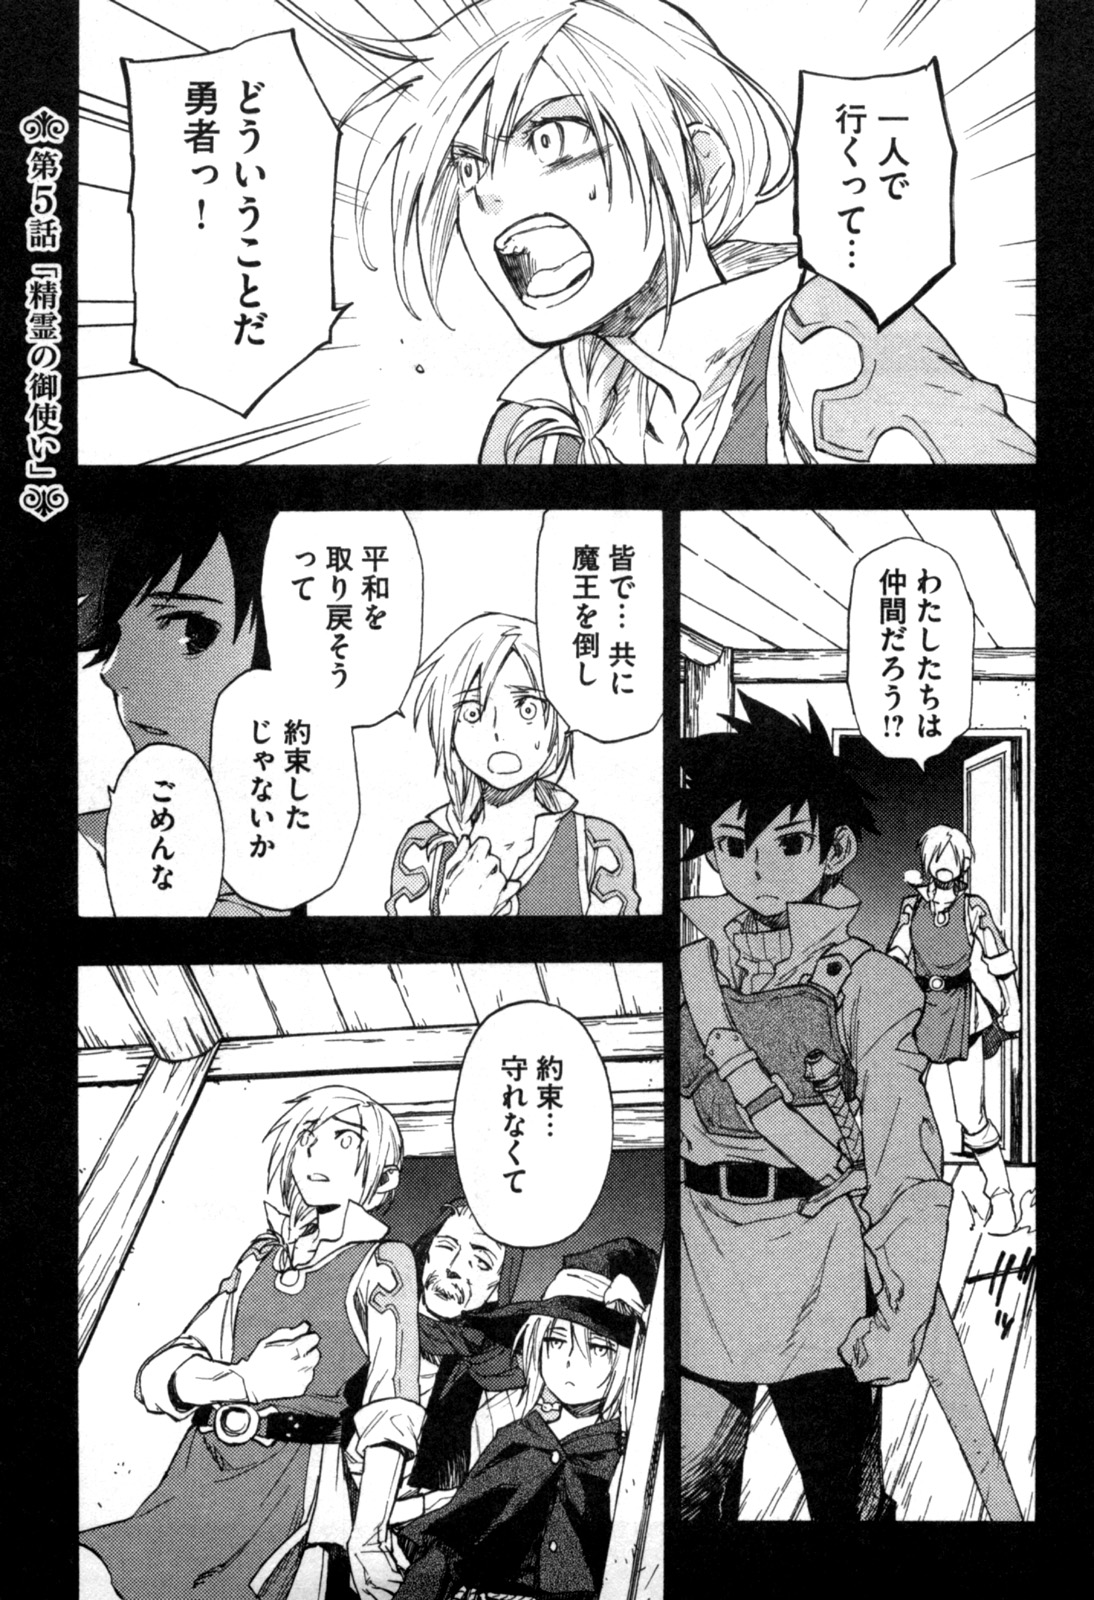 一人で
行くって…
どういうことだ
勇者っ！
第5話「精霊の御使い」
わたしたちは
仲間だろう!?
皆で…共に
魔王を倒し
平和を
取り戻そう
って
約束した
じゃないか
ごめんな
約束…
守れなくて